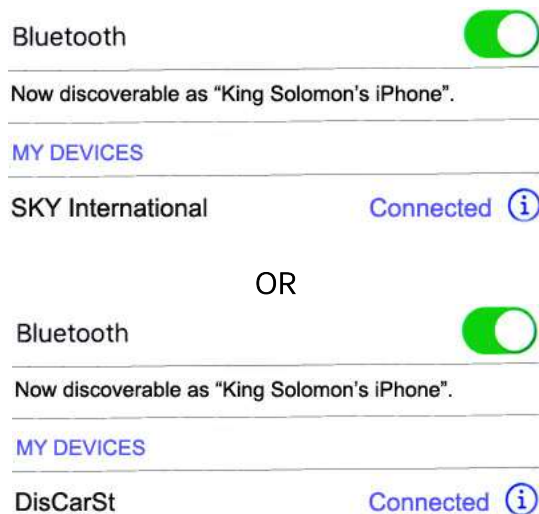 Bluetooth
Now discoverable as “King Solomon's iPhone”.
MY DEVICES
SKY International Connected i
OR
Bluetooth
Now discoverable as “King Solomon's iPhone”.
MY DEVICES
DisCarSt Connected i